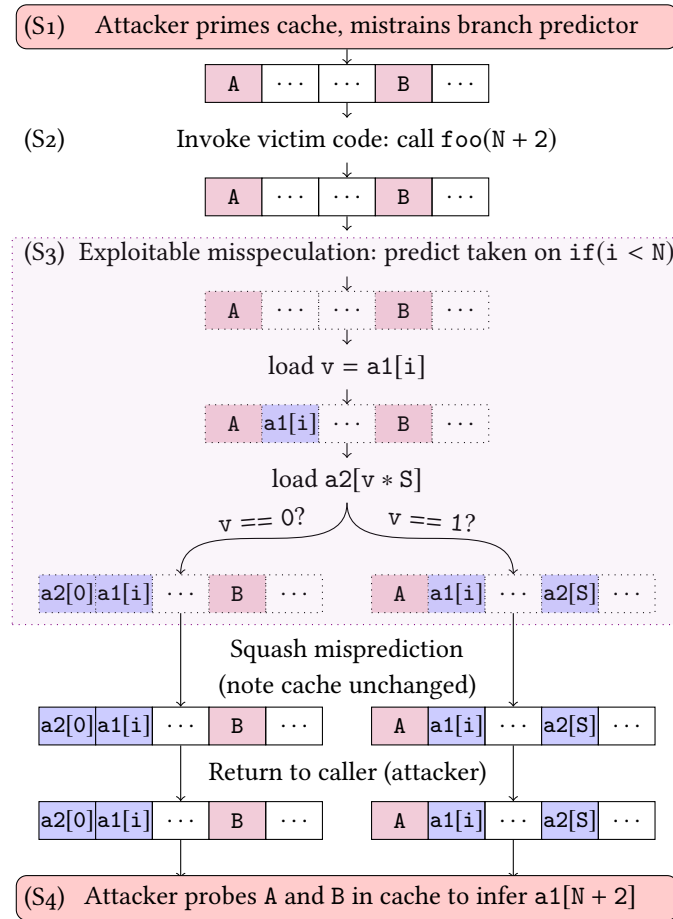 (S1) Attacker primes cache, mistrains branch predictor
A ··· ··· B ···
(S2) Invoke victim code: call foo(N + 2)
A ··· ··· B ···
(S3) Exploitable misspeculation: predict taken on if(i < N)
A ··· ··· B ···
load v = a1[i]
A a1[i] ··· B ···
load a2[v * S]
v == 0? v == 1?
a2[0] a1[i] ··· B ··· A a1[i] ··· a2[S] ···
Squash misprediction
(note cache unchanged)
a2[0] a1[i] ··· B ··· A a1[i] ··· a2[S] ···
Return to caller (attacker)
a2[0] a1[i] ··· B ··· A a1[i] ··· a2[S] ···
(S4) Attacker probes A and B in cache to infer a1[N + 2]